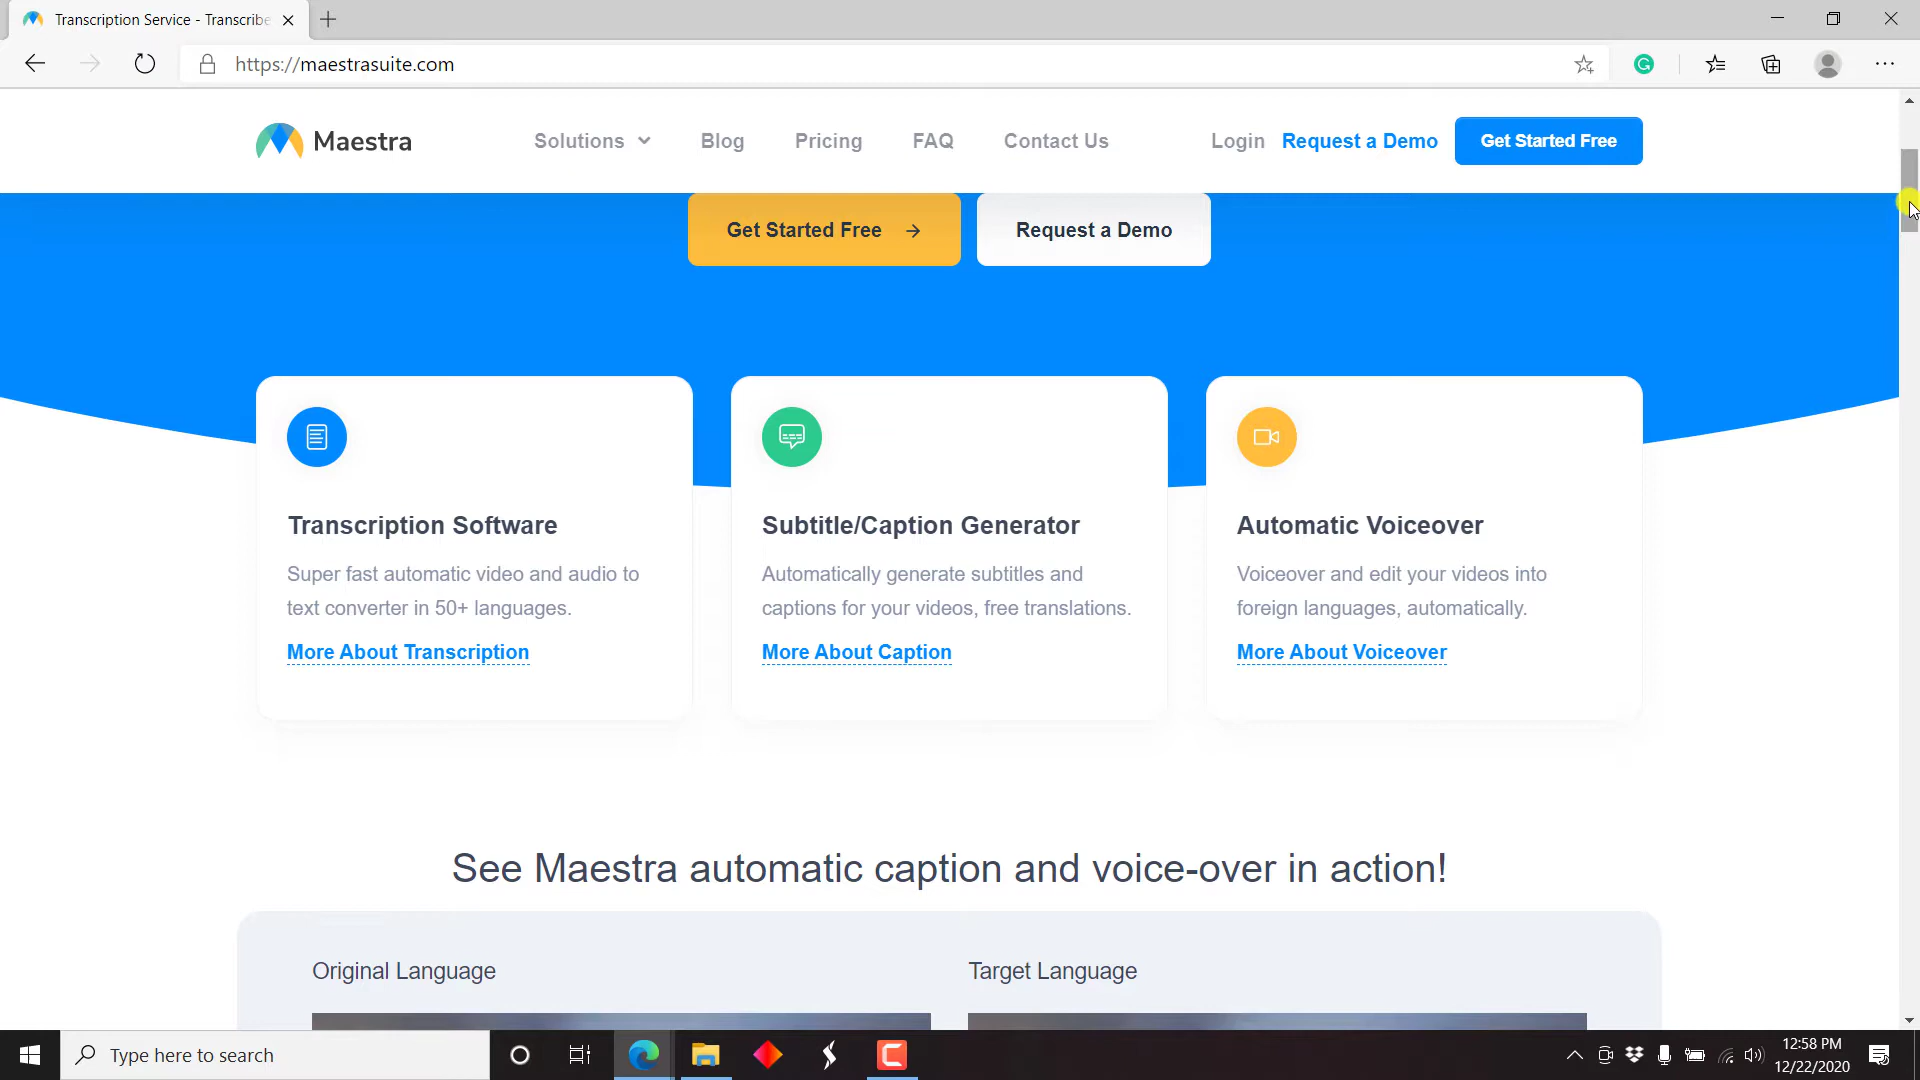 Transcription Service - Transcribe
https://maestrasuite.com
Maestra
Solutions
Blog
Pricing
FAQ
Contact Us
Login
Request a Demo
Get Started Free
Get Started Free
Request a Demo
Transcription Software
Super fast automatic video and audio to
text converter in 50+ languages.
More About Transcription
Subtitle/Caption Generator
Automatically generate subtitles and
captions for your videos, free translations.
More About Caption
Automatic Voiceover
Voiceover and edit your videos into
foreign languages, automatically.
More About Voiceover
See Maestra automatic caption and voice-over in action!
Original Language
Target Language
Type here to search
12:58 PM
12/22/2020